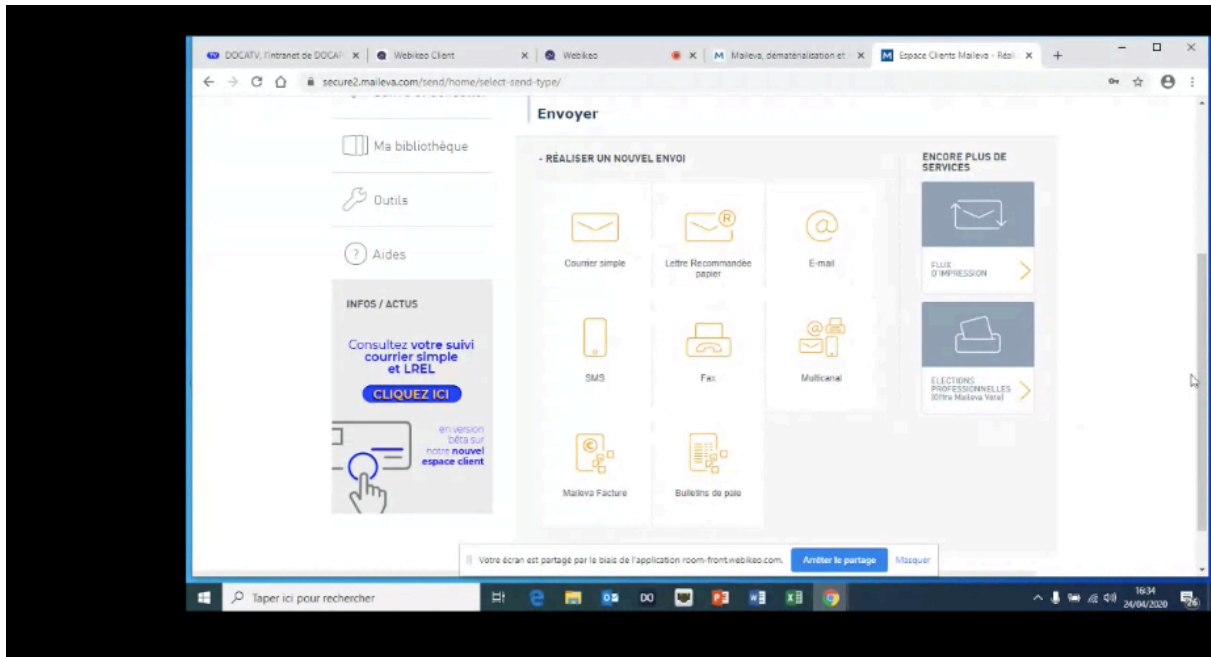 DOCATV, l'intranet de DOCAP
Webikeo Client
Webikeo
Maileva, dématérialisation et
Espace Clients Maileva - Réali
secure2.maileva.com/send/home/select-send-type/
Envoyer
Ma bibliothèque
Outils
Aides
- RÉALISER UN NOUVEL ENVOI
Courrier simple
Lettre Recommandée
papier
E-mail
SMS
Fax
Multicanal
Maileva Facture
Bulletins de paie
ENCORE PLUS DE
SERVICES
FLUX
D'IMPRESSION
ELECTIONS
PROFESSIONNELLES
(Offre Maileva Vote)
INFOS / ACTUS
Consultez votre suivi
courrier simple
et LREL
CLIQUEZ ICI
en version
bêta sur
notre nouvel
espace client
Votre écran est partagé par le biais de l'application room-front.webikeo.com.
Arrêter le partage
Masquer
Taper ici pour rechercher
16:34
24/04/2020
26